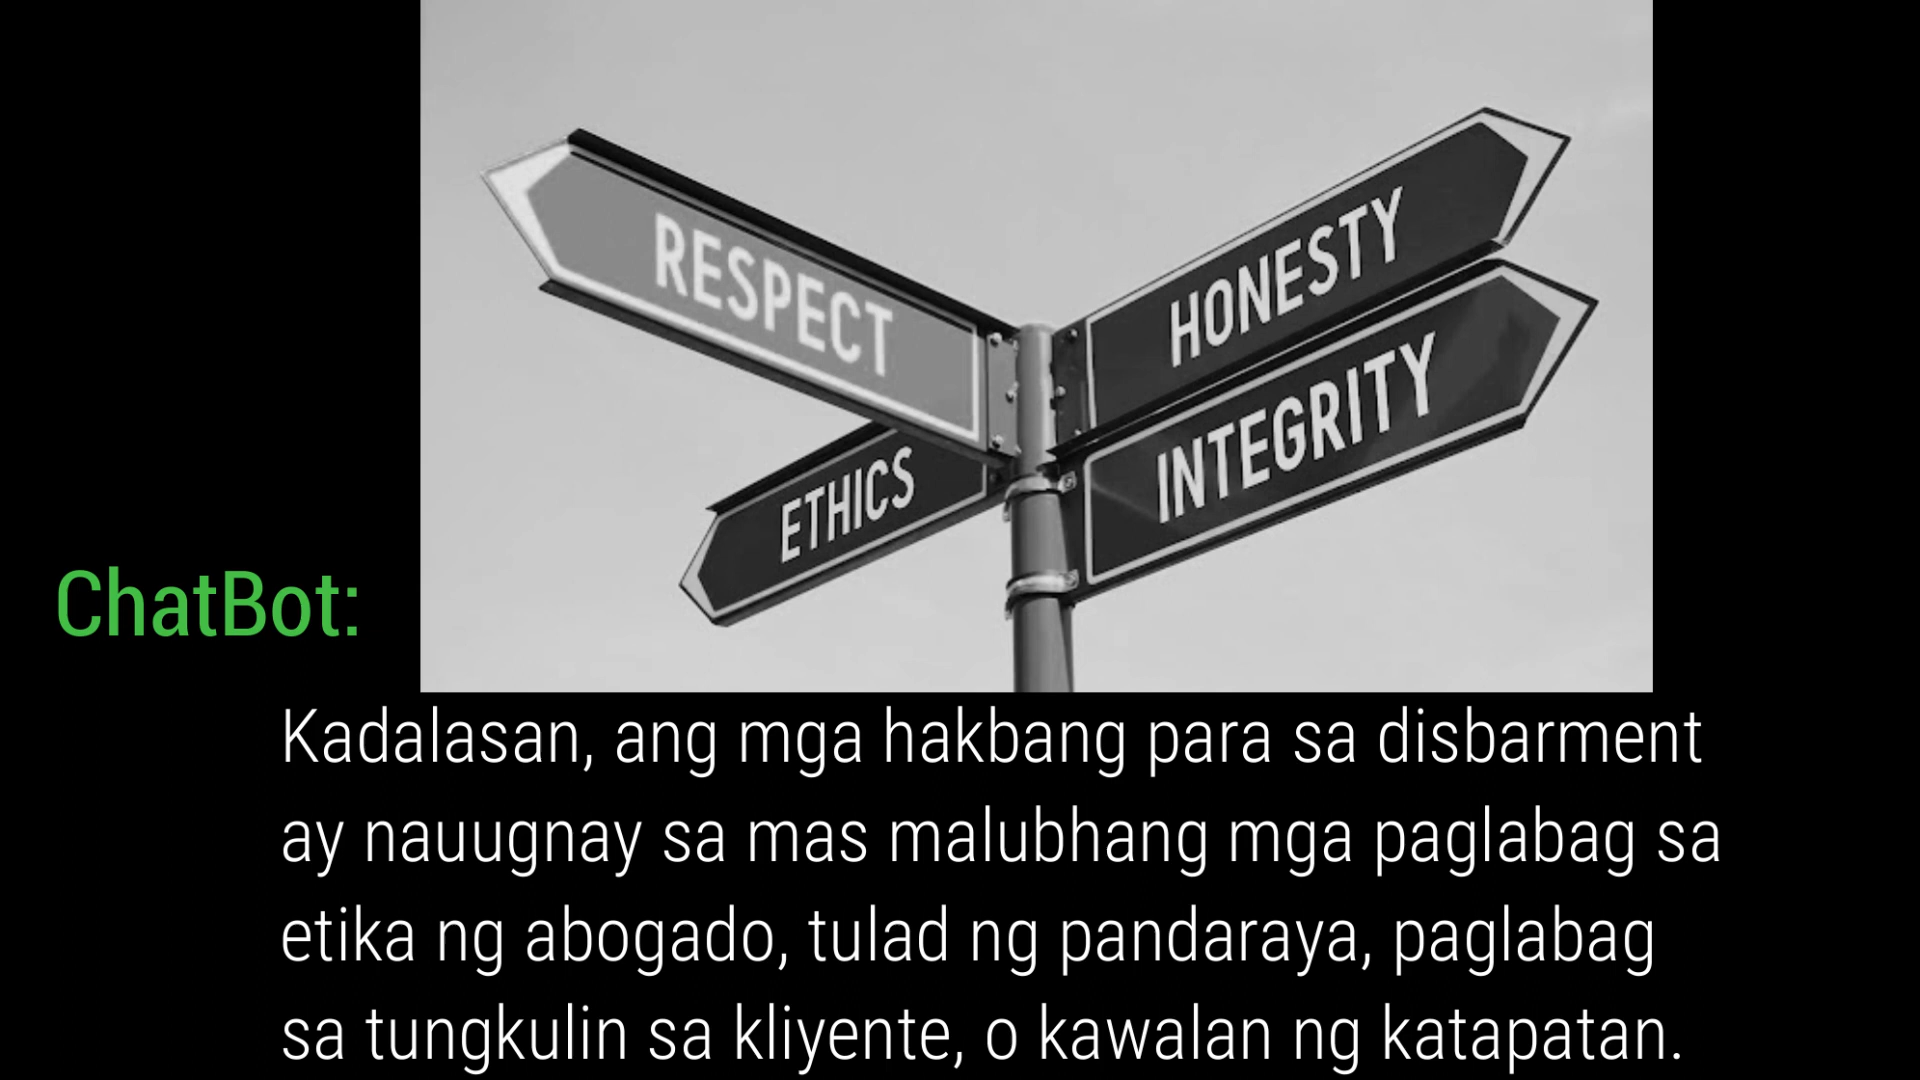 RESPECT
HONESTY
INTEGRITY
ETHICS
ChatBot:
Kadalasan, ang mga hakbang para sa disbarment
ay nauugnay sa mas malubhang mga paglabag sa
etika ng abogado, tulad ng pandaraya, paglabag
sa tungkulin sa kliyente, o kawalan ng katapatan.